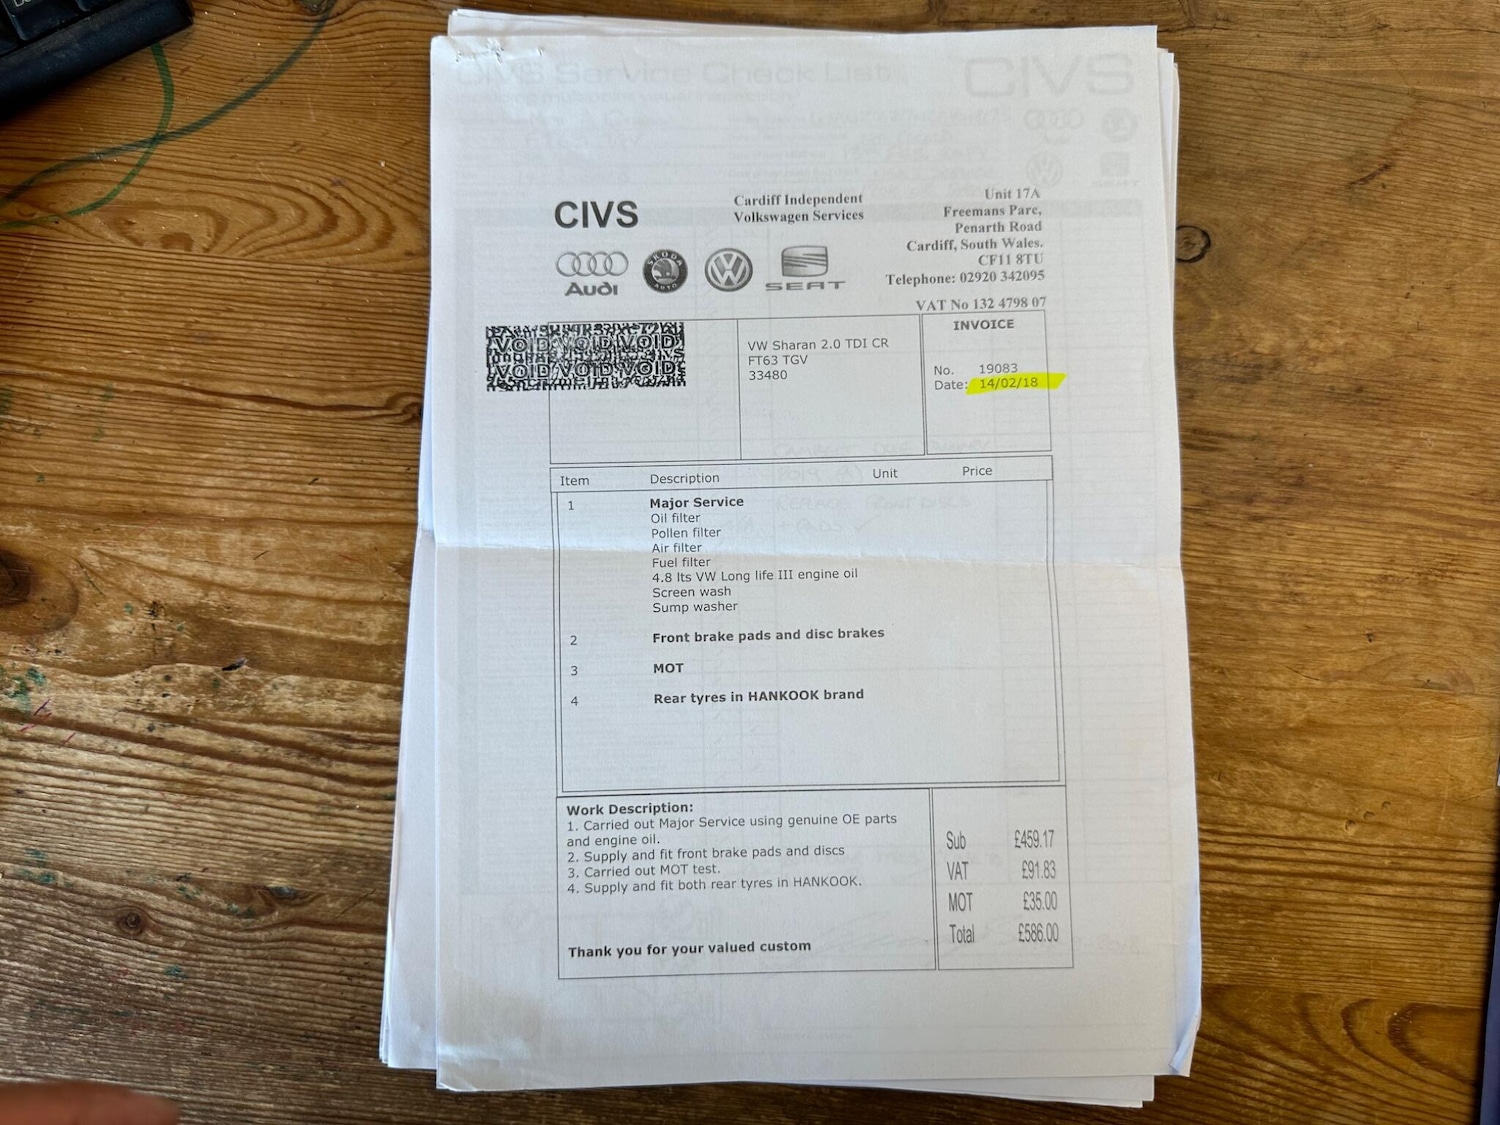 CIVS Service Check List
CIVS
CIVS
Cardiff Independent
Volkswagen Services
Unit 17A
Freemans Parc,
Penarth Road
Cardiff, South Wales.
CF11 8TU
Telephone: 02920 342095
VAT No 132 4798 07
Audi
SKODA
AUTO
SEAT
VOID VOID VOID
VOID VOID VOID
VW Sharan 2.0 TDI CR
FT63 TGV
33480
INVOICE
No. 19083
Date: 14/02/18
Item Description Unit Price
1 Major Service
Oil filter
Pollen filter
Air filter
Fuel filter
4.8 lts VW Long life III engine oil
Screen wash
Sump washer
2 Front brake pads and disc brakes
3 MOT
4 Rear tyres in HANKOOK brand
Work Description:
1. Carried out Major Service using genuine OE parts
and engine oil.
2. Supply and fit front brake pads and discs
3. Carried out MOT test.
4. Supply and fit both rear tyres in HANKOOK.
Thank you for your valued custom
Sub £459.17
VAT £91.83
MOT £35.00
Total £586.00